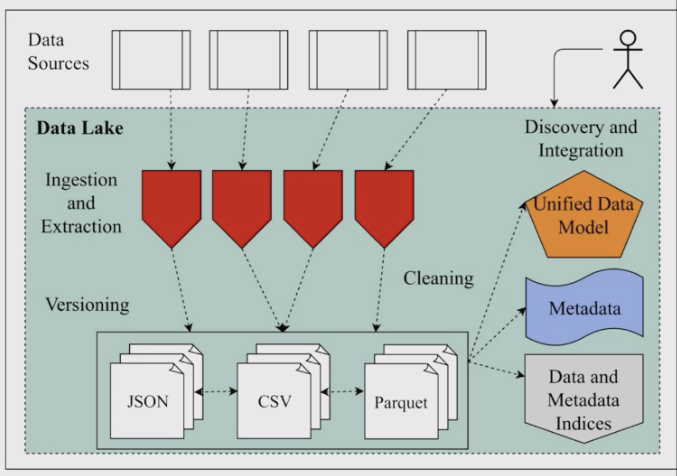 Data
Sources
Data Lake
Discovery and
Integration
Ingestion
and
Extraction
Unified Data
Model
Cleaning
Versioning
Metadata
JSON
CSV
Parquet
Data and
Metadata
Indices